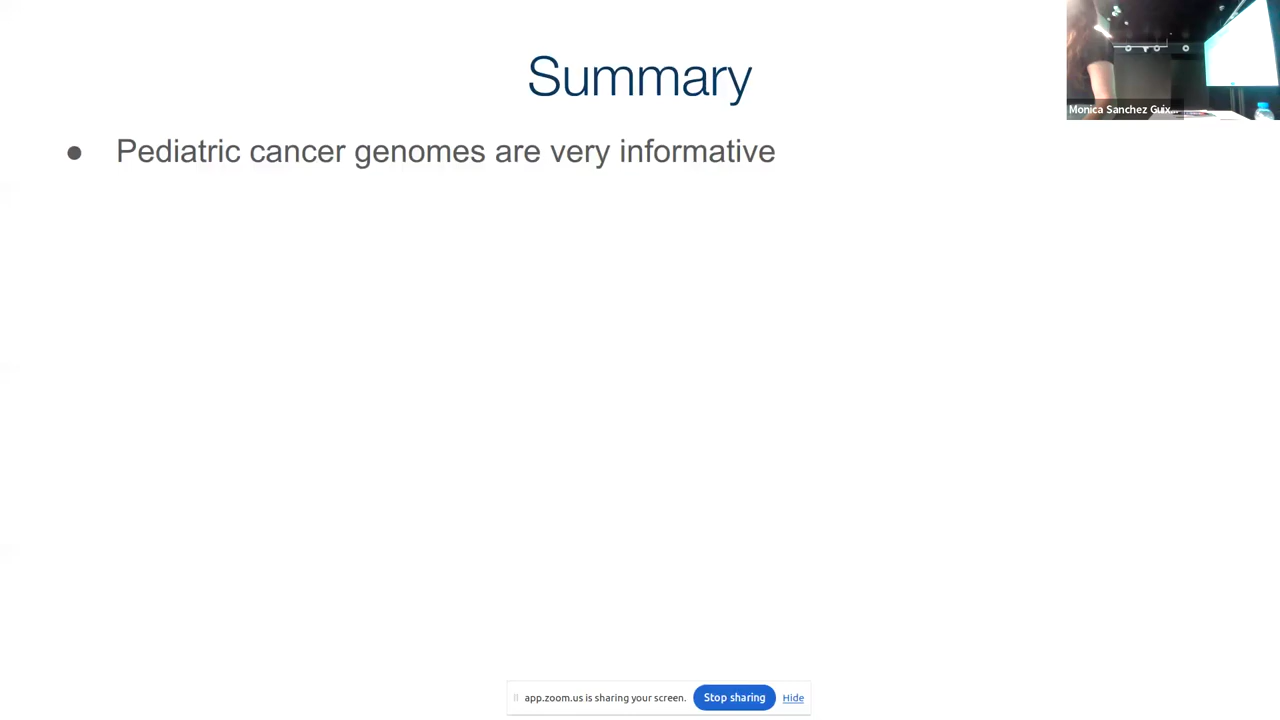 Summary
Monica Sanchez Guix...
● Pediatric cancer genomes are very informative
app.zoom.us is sharing your screen. Stop sharing Hide